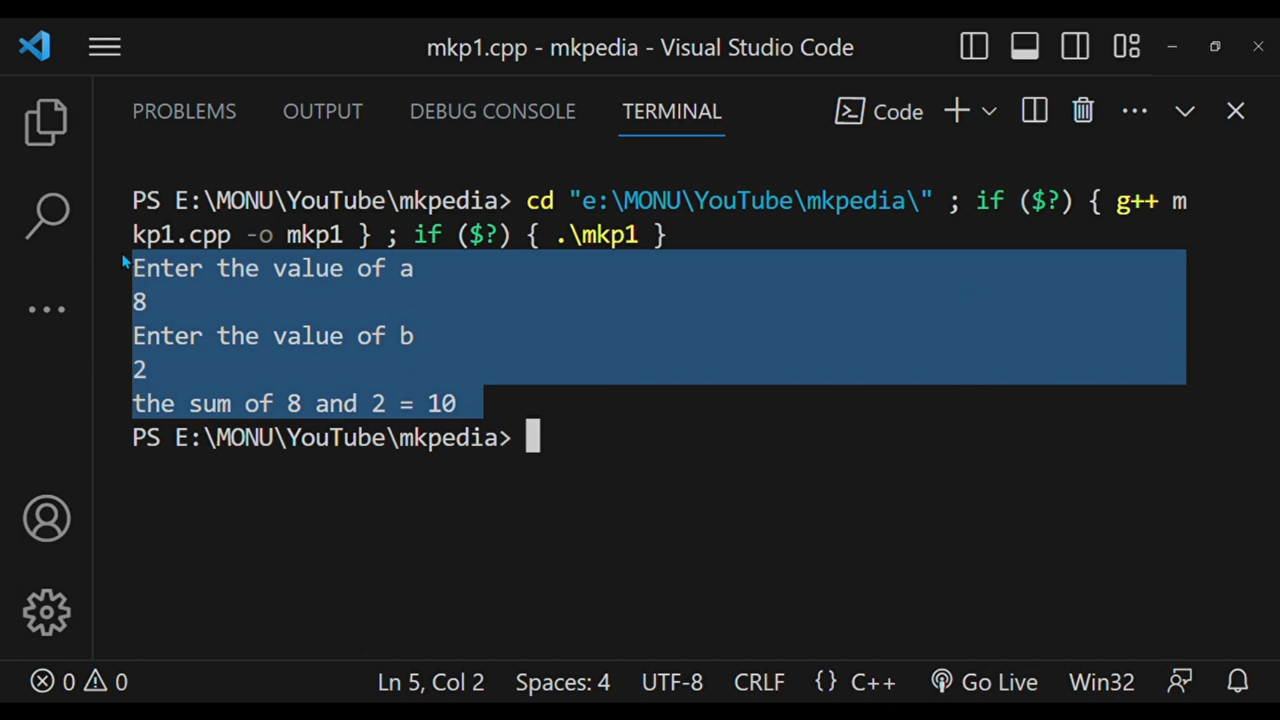 mkp1.cpp - mkpedia - Visual Studio Code
PROBLEMS OUTPUT DEBUG CONSOLE TERMINAL Code
PS E:\MONU\YouTube\mkpedia> cd "e:\MONU\YouTube\mkpedia\" ; if ($?) { g++ m
kp1.cpp -o mkp1 } ; if ($?) { .\mkp1 }
Enter the value of a
8
Enter the value of b
2
the sum of 8 and 2 = 10
PS E:\MONU\YouTube\mkpedia>
0 0 Ln 5, Col 2 Spaces: 4 UTF-8 CRLF {} C++ Go Live Win32